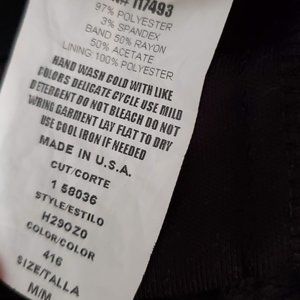 RN# 117493
97% POLYESTER
3% SPANDEX
BAND 50% RAYON
50% ACETATE
LINING: 100% POLYESTER
HAND WASH COLD WITH LIKE
COLORS DELICATE CYCLE USE MILD
DETERGENT DO NOT BLEACH DO NOT
WRING GARMENT LAY FLAT TO DRY
USE COOL IRON IF NEEDED
MADE IN U.S.A.
CUT/CORTE
1 58036
STYLE/ESTILO
H29OZ0
COLOR/COLOR
416
SIZE/TALLA
M/M